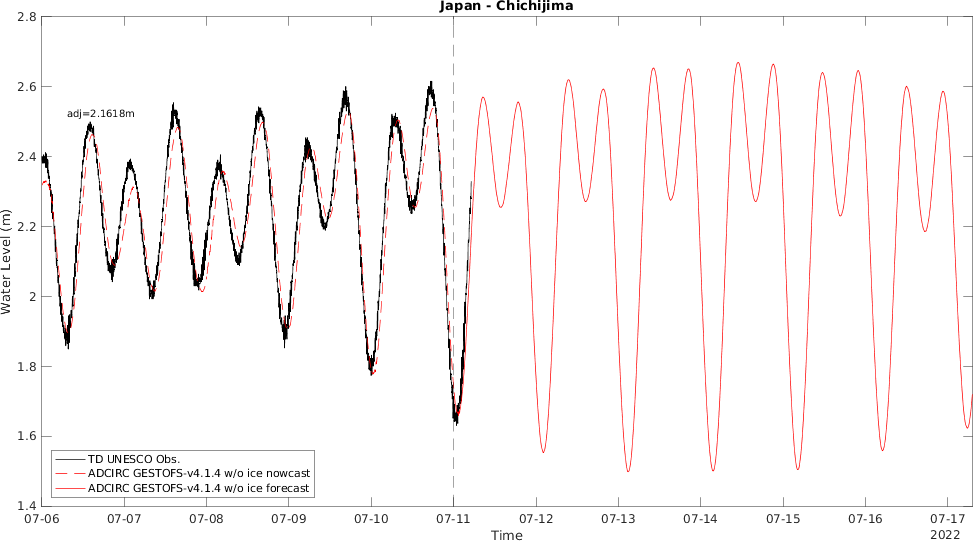 Japan - Chichijima
2.8
2.6
2.4
2.2
2
1.8
1.6
1.4
Water Level (m)
adj=2.1618m
TD UNESCO Obs.
ADCIRC GESTOFS-v4.1.4 w/o ice nowcast
ADCIRC GESTOFS-v4.1.4 w/o ice forecast
07-06 07-07 07-08 07-09 07-10 07-11 07-12 07-13 07-14 07-15 07-16 07-17
Time
2022